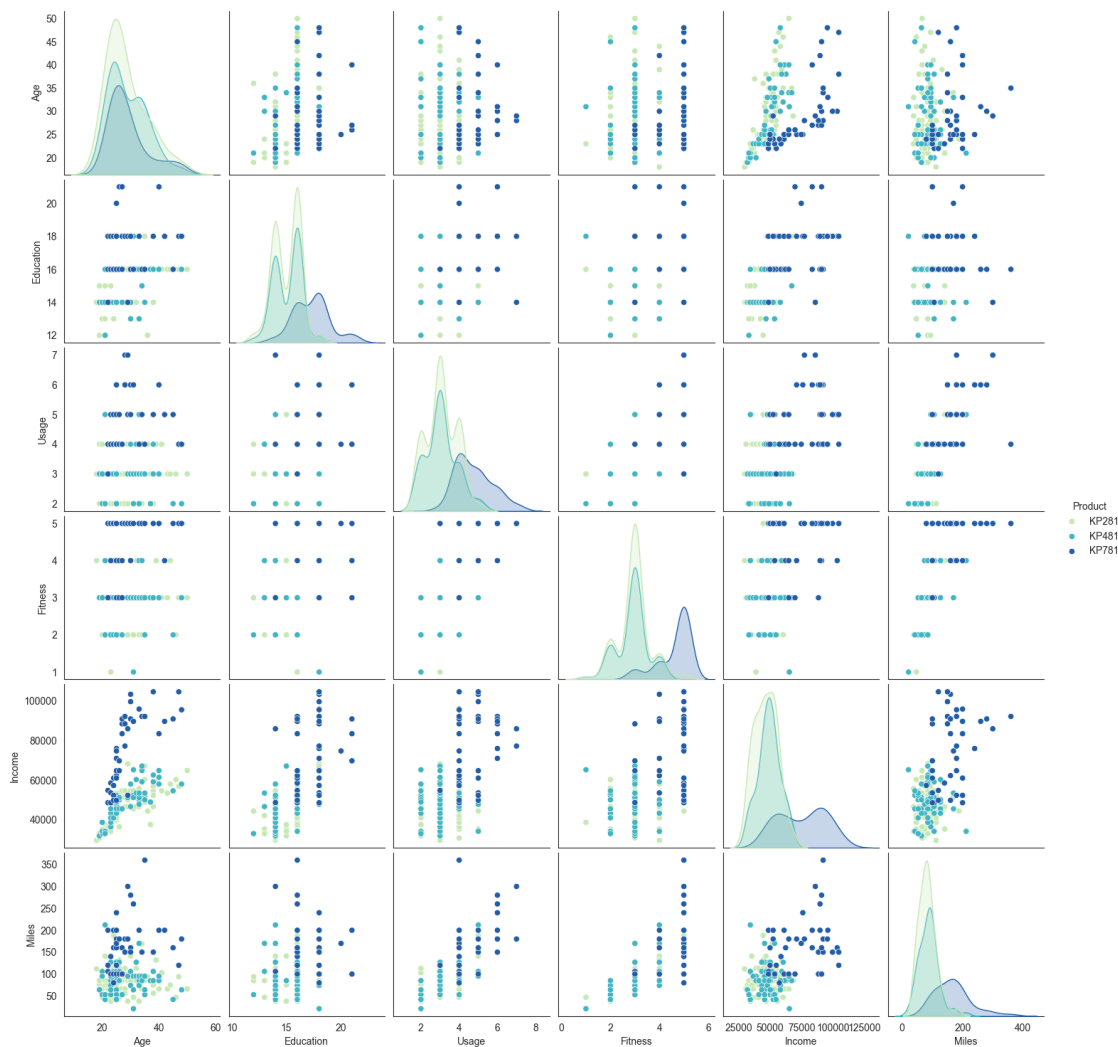 50
45
40
35
30
25
20
Age
20
18
16
14
12
Education
7
6
5
4
3
2
Usage
5
4
3
2
1
Fitness
Product
KP281
KP481
KP781
100000
80000
60000
40000
Income
350
300
250
200
150
100
50
Miles
20 40 60 10 15 20 2 4 6 8 0 2 4 6 25000 50000 75000 100000 125000 0 200 400
Age Education Usage Fitness Income Miles